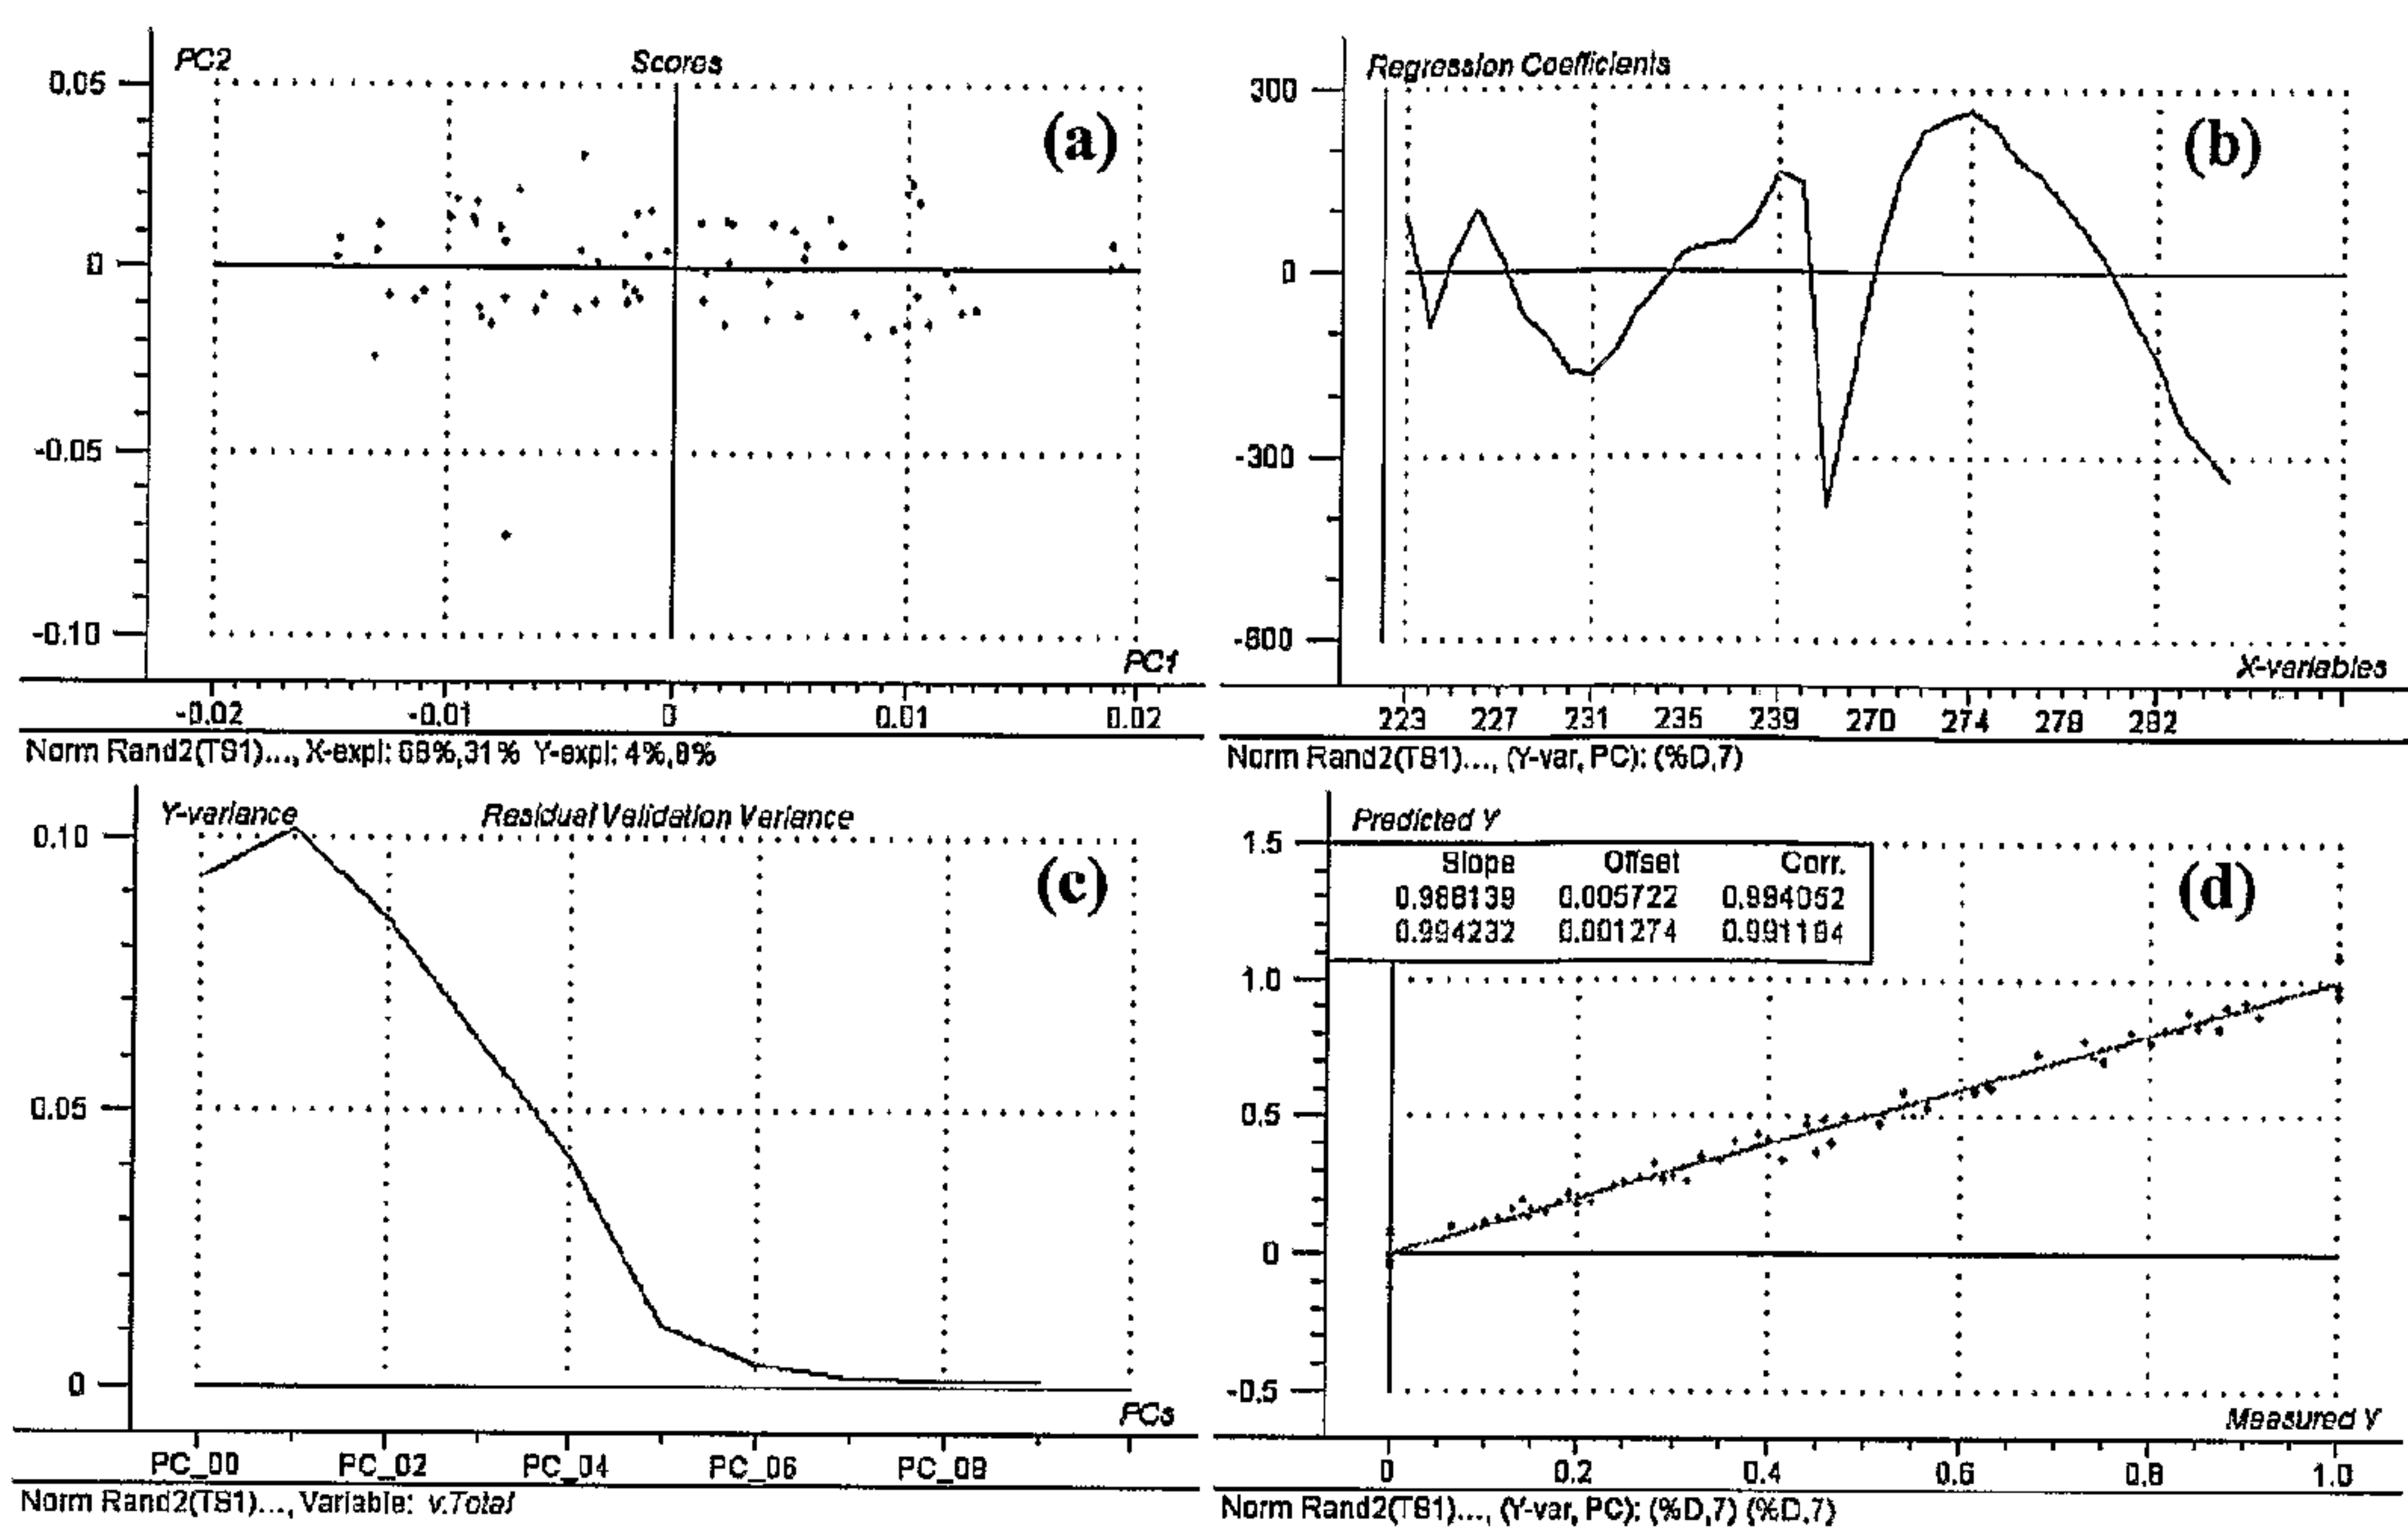 PC2
Scores
(a)
0.05
0
-0.05
-0.10
PC1
-0.02 -0.01 0 0.01 0.02
Norm Rand2(TS1)..., X-expl: 68%,31% Y-expl: 4%,8%
Regression Coefficients
(b)
300
0
-300
-600
X-variables
223 227 231 235 239 270 274 278 282
Norm Rand2(TS1)..., (Y-var, PC): (%D,7)
Y-variance
Residual Validation Variance
(c)
0.10
0.05
0
PCs
PC_00 PC_02 PC_04 PC_06 PC_08
Norm Rand2(TS1)..., Variable: v.Total
Predicted Y
(d)
1.5
Slope Offset Corr.
0.988139 0.005722 0.994052
0.994232 0.001274 0.991194
1.0
0.5
0
-0.5
Measured Y
0 0.2 0.4 0.6 0.8 1.0
Norm Rand2(TS1)..., (Y-var, PC): (%D,7) (%D,7)